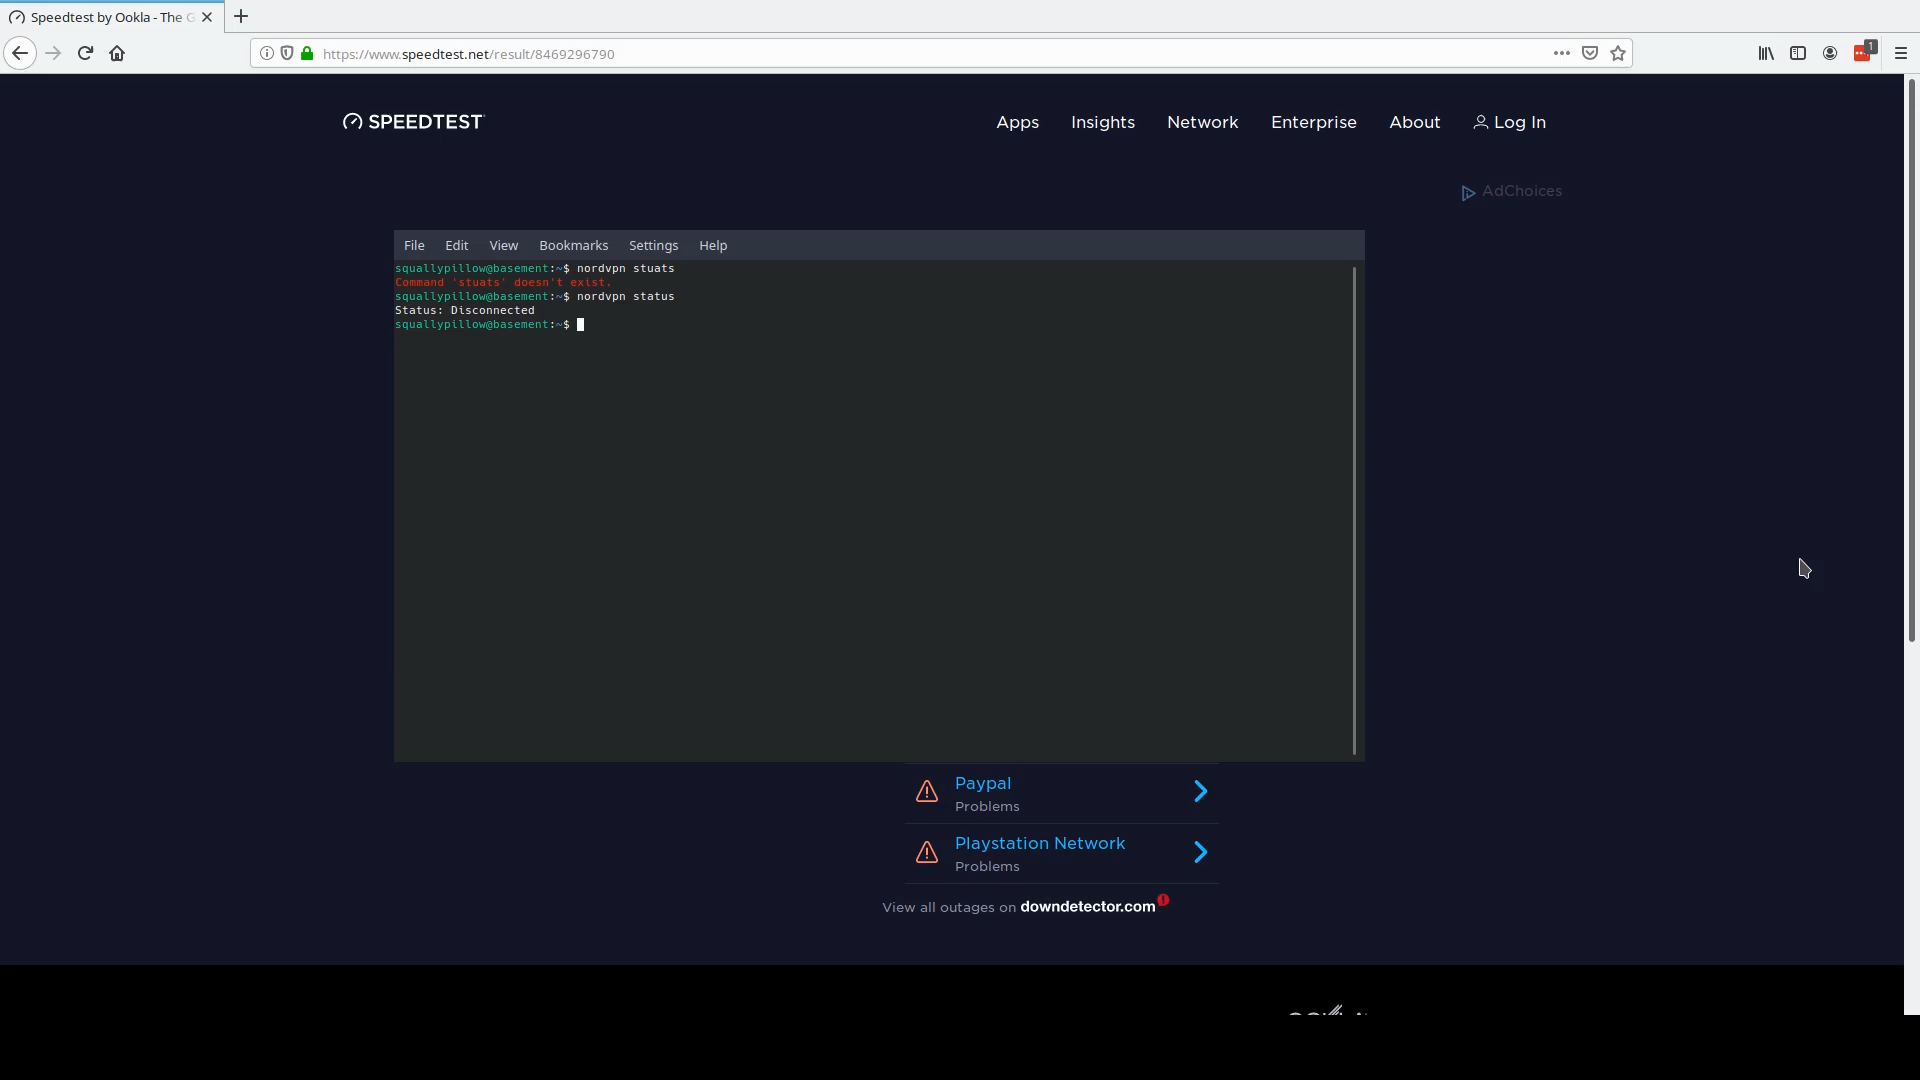 Speedtest by Ookla - The G
1
https://www.speedtest.net/result/8469296790
SPEEDTEST
Apps Insights Network Enterprise About Log In
AdChoices
File Edit View Bookmarks Settings Help
squallypillow@basement:~$ nordvpn stuats
Command 'stuats' doesn't exist.
squallypillow@basement:~$ nordvpn status
Status: Disconnected
squallypillow@basement:~$
Paypal
Problems
Playstation Network
Problems
View all outages on downdetector.com